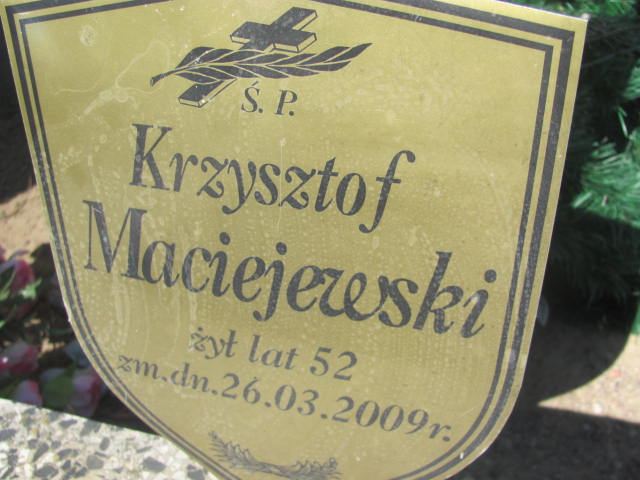 Ś. P.
Krzysztof
Maciejewski
żył lat 52
zm.dn.26.03.2009r.